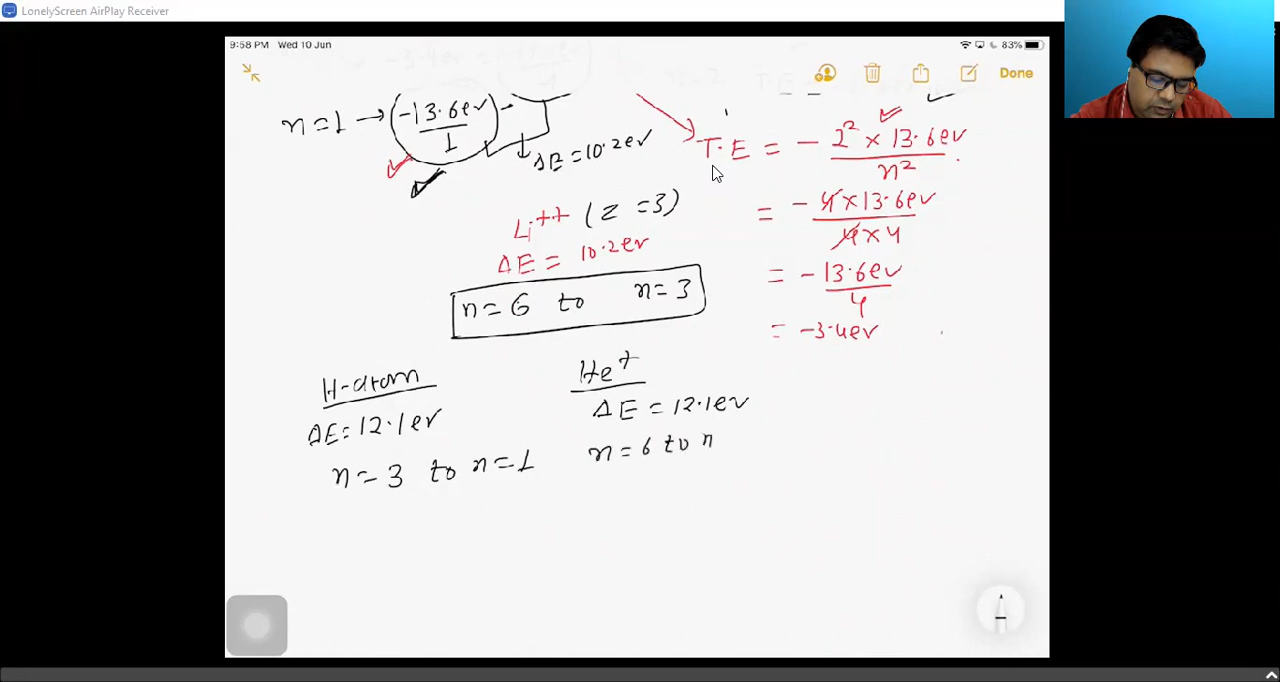 LonelyScreen AirPlay Receiver
9:58 PM Wed 10 Jun
83%
Done
n=1 → -13.6ev / 1
ΔE = 10.2ev
T.E = - 2² × 13.6ev / n²
= - 4×13.6ev / 4×4
= -13.6ev / 4
= -3.4ev
Li++ (z =3)
ΔE = 10.2ev
n=6 to n=3
H-atom
ΔE=12.1ev
n=3 to n=1
He+
ΔE = 12.1ev
n=6 to n